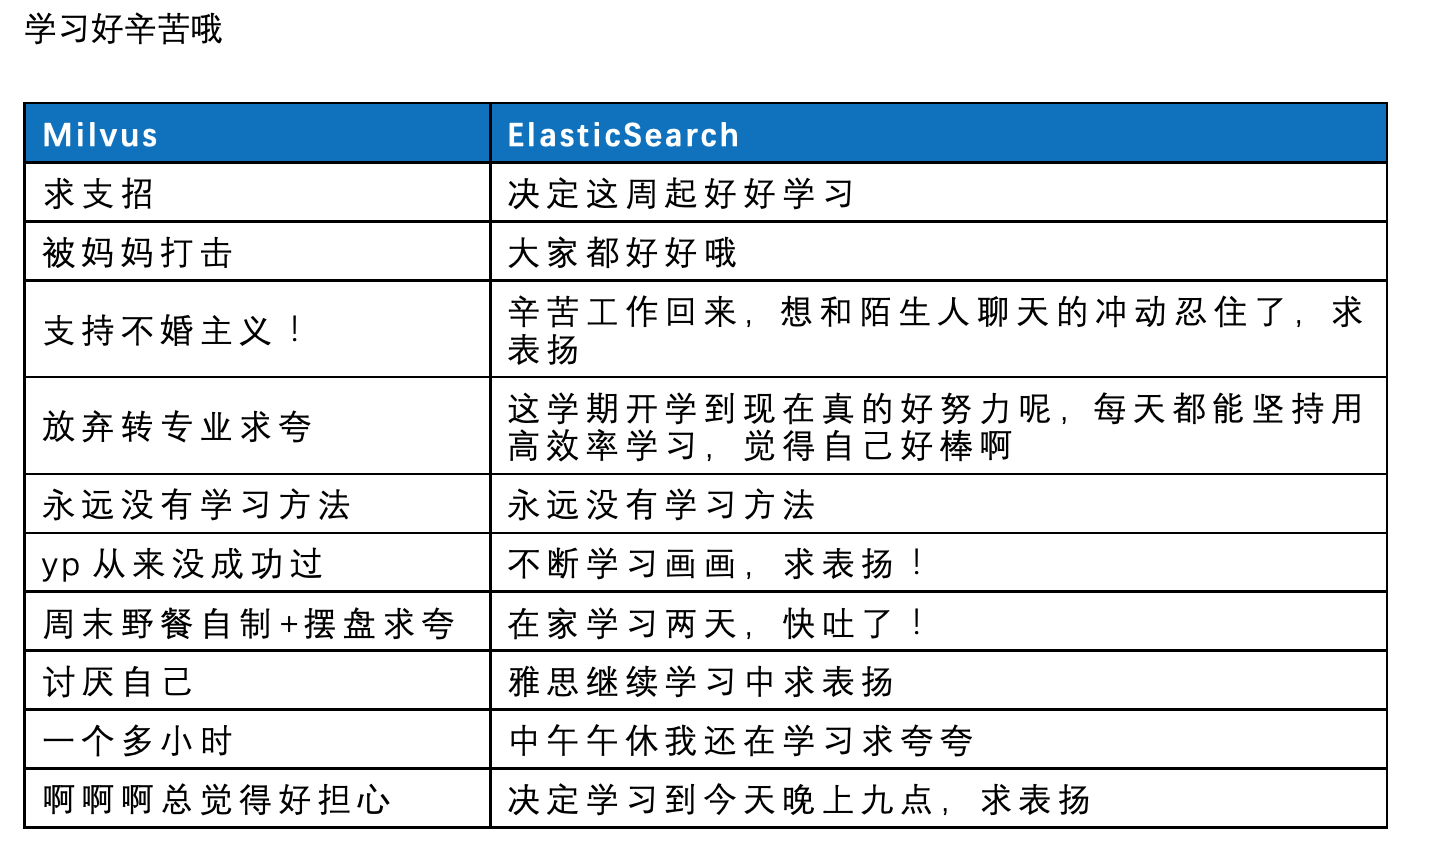 学习好辛苦哦
Milvus ElasticSearch
求支招 决定这周起好好学习
被妈妈打击 大家都好好哦
支持不婚主义！ 辛苦工作回来，想和陌生人聊天的冲动忍住了，求
表扬
放弃转专业求夸 这学期开学到现在真的好努力呢，每天都能坚持用
高效率学习，觉得自己好棒啊
永远没有学习方法 永远没有学习方法
yp 从来没成功过 不断学习画画，求表扬！
周末野餐自制+摆盘求夸 在家学习两天，快吐了！
讨厌自己 雅思继续学习中求表扬
一个多小时 中午午休我还在学习求夸夸
啊啊啊总觉得好担心 决定学习到今天晚上九点，求表扬